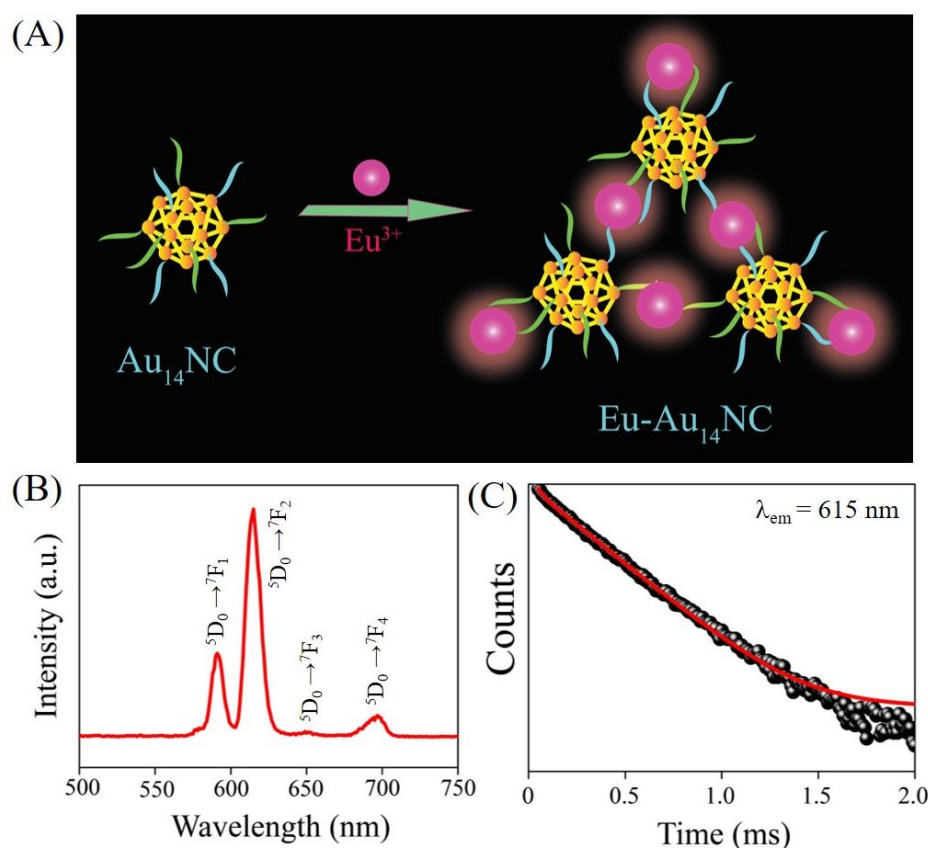 (A)
Eu³⁺
Au₁₄NC
Eu-Au₁₄NC
(B)
Intensity (a.u.)
⁵D₀→⁷F₁
⁵D₀→⁷F₂
⁵D₀→⁷F₃
⁵D₀→⁷F₄
500 550 600 650 700 750
Wavelength (nm)
(C)
λem = 615 nm
Counts
0 0.5 1.0 1.5 2.0
Time (ms)